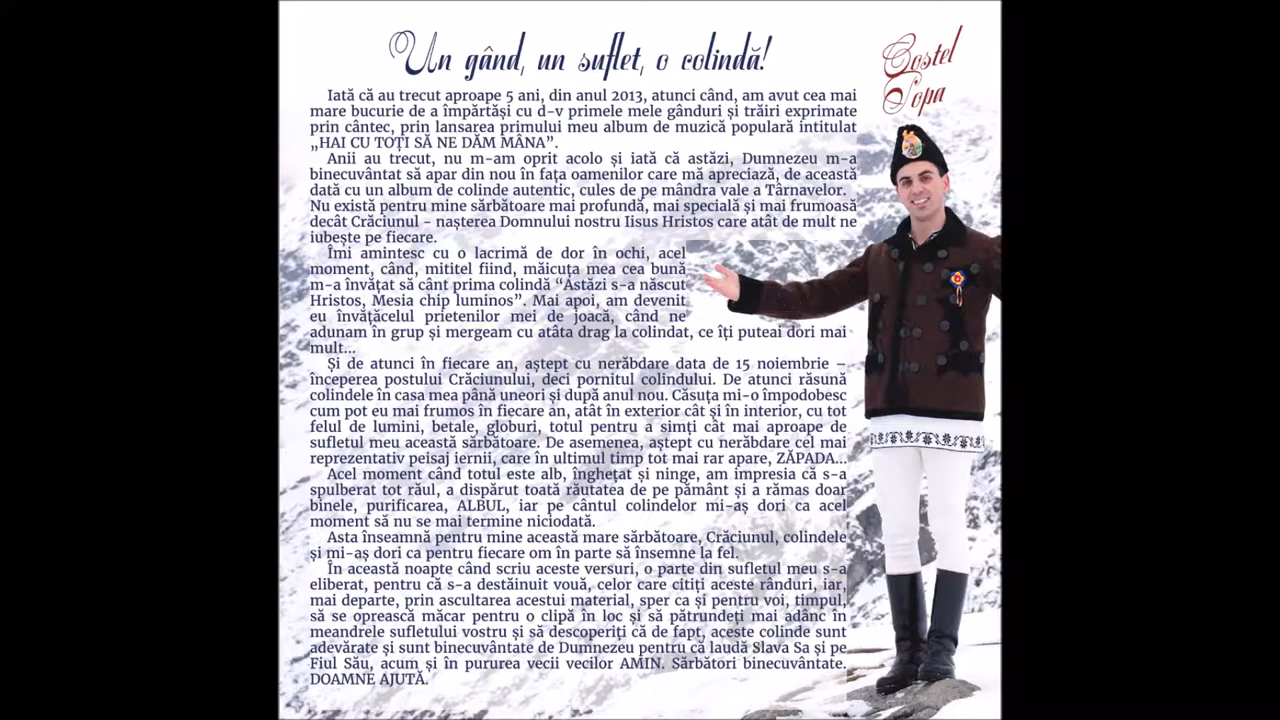 Un gând, un suflet, o colindă!
Costel
Popa
Iată că au trecut aproape 5 ani, din anul 2013, atunci când, am avut cea mai
mare bucurie de a împărtăși cu d-v primele mele gânduri și trăiri exprimate
prin cântec, prin lansarea primului meu album de muzică populară intitulat
„HAI CU TOȚI SĂ NE DĂM MÂNA”.
Anii au trecut, nu m-am oprit acolo și iată că astăzi, Dumnezeu m-a
binecuvântat să apar din nou în fața oamenilor care mă apreciază, de această
dată cu un album de colinde autentic, cules de pe mândra vale a Târnavelor.
Nu există pentru mine sărbătoare mai profundă, mai specială și mai frumoasă
decât Crăciunul - nașterea Domnului nostru Iisus Hristos care atât de mult ne
iubește pe fiecare.
Îmi amintesc cu o lacrimă de dor în ochi, acel
moment, când, mititel fiind, măicuța mea cea bună
m-a învățat să cânt prima colindă “Astăzi s-a născut
Hristos, Mesia chip luminos”. Mai apoi, am devenit
eu învățăcelul prietenilor mei de joacă, când ne
adunam în grup și mergeam cu atâta drag la colindat, ce îți puteai dori mai
mult...
Și de atunci în fiecare an, aștept cu nerăbdare data de 15 noiembrie –
începerea postului Crăciunului, deci pornitul colindului. De atunci răsună
colindele în casa mea până uneori și după anul nou. Căsuța mi-o împodobesc
cum pot eu mai frumos în fiecare an, atât în exterior cât și în interior, cu tot
felul de lumini, betale, globuri, totul pentru a simți cât mai aproape de
sufletul meu această sărbătoare. De asemenea, aștept cu nerăbdare cel mai
reprezentativ peisaj iernii, care în ultimul timp tot mai rar apare, ZĂPADA...
Acel moment când totul este alb, înghețat și ninge, am impresia că s-a
spulberat tot răul, a dispărut toată răutatea de pe pământ și a rămas doar
binele, purificarea, ALBUL, iar pe cântul colindelor mi-aș dori ca acel
moment să nu se mai termine niciodată.
Asta înseamnă pentru mine această mare sărbătoare, Crăciunul, colindele
și mi-aș dori ca pentru fiecare om în parte să însemne la fel.
În această noapte când scriu aceste versuri, o parte din sufletul meu s-a
eliberat, pentru că s-a destăinuit vouă, celor care citiți aceste rânduri, iar,
mai departe, prin ascultarea acestui material, sper ca și pentru voi, timpul,
să se oprească măcar pentru o clipă în loc și să pătrundeți mai adânc în
meandrele sufletului vostru și să descoperiți că de fapt, aceste colinde sunt
adevărate și sunt binecuvântate de Dumnezeu pentru că laudă Slava Sa și pe
Fiul Său, acum și în pururea vecii vecilor AMIN. Sărbători binecuvântate.
DOAMNE AJUTĂ.